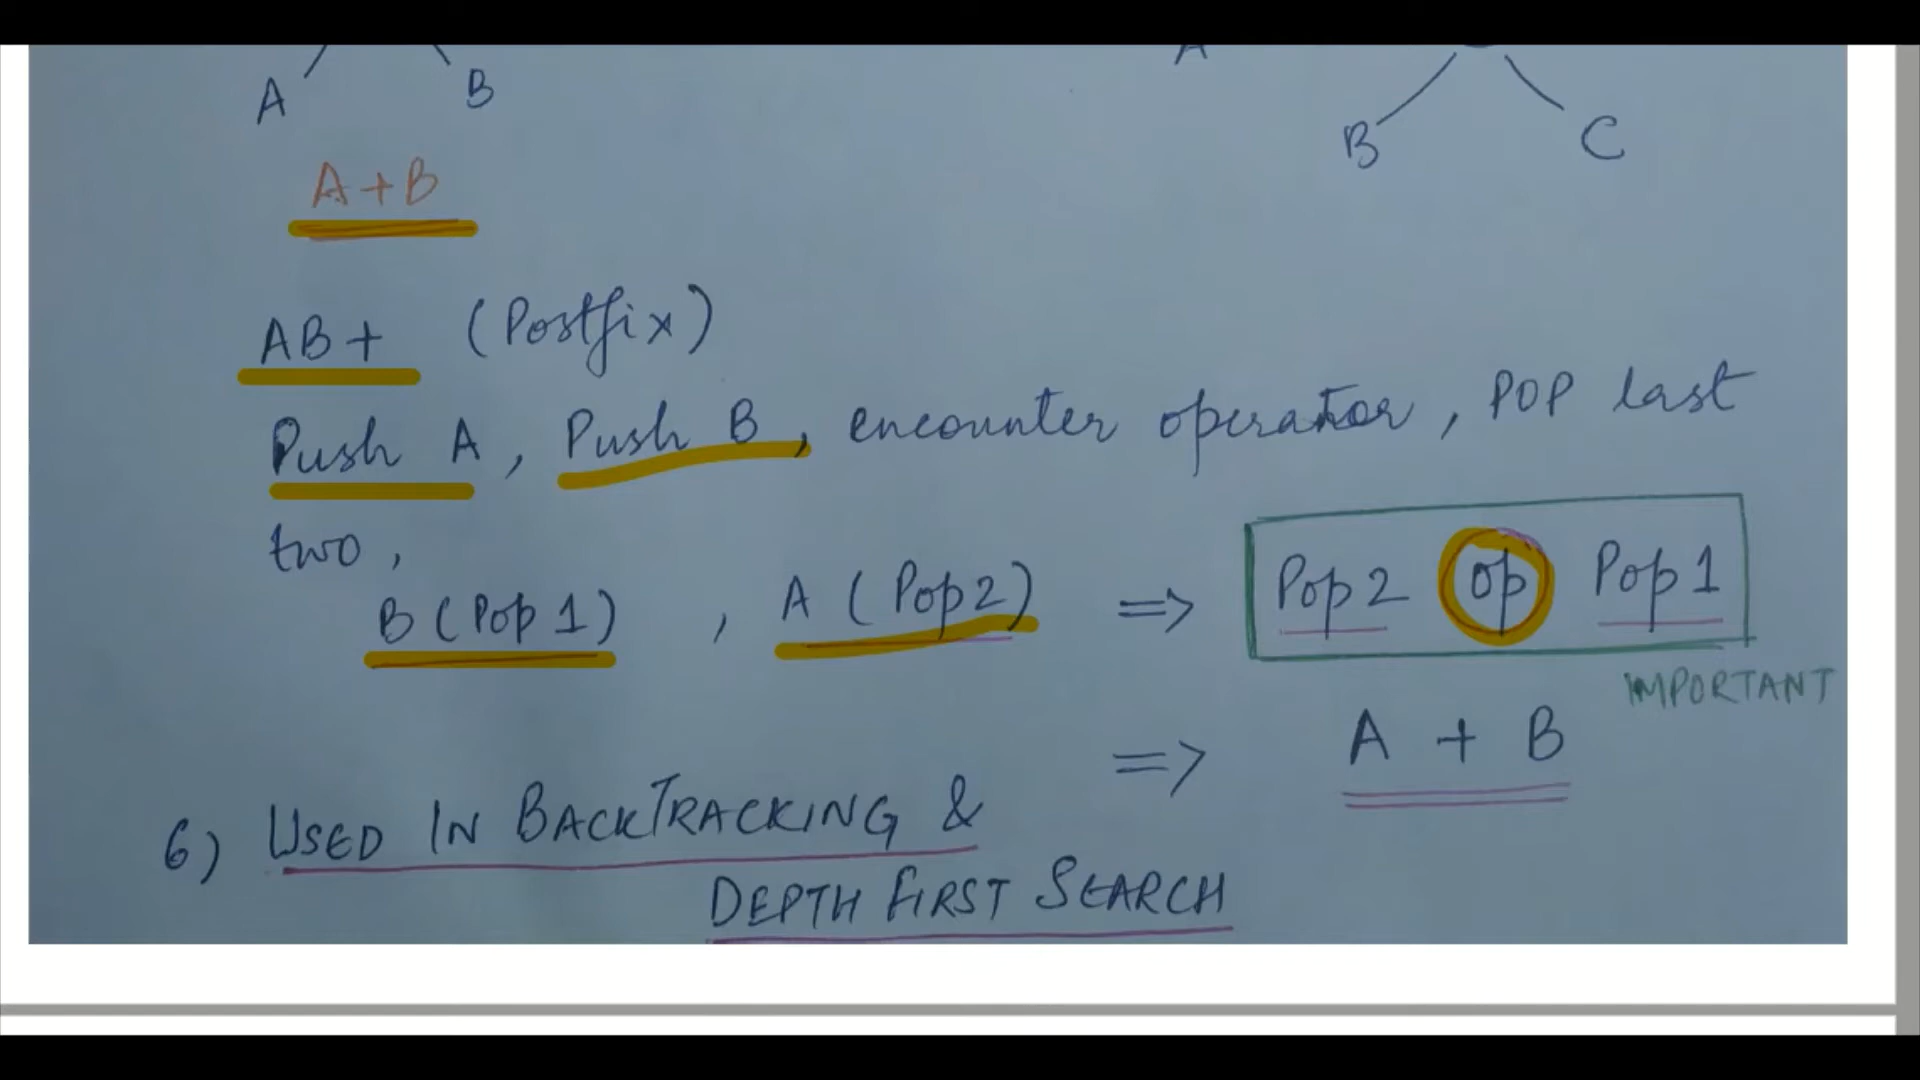 A B
A
B C
A+B
AB+ (Postfix)
Push A, Push B, encounter operator, POP last
two,
B (Pop 1) , A (Pop 2) => Pop 2 op Pop 1
IMPORTANT
=> A + B
6) USED IN BACKTRACKING &
DEPTH FIRST SEARCH